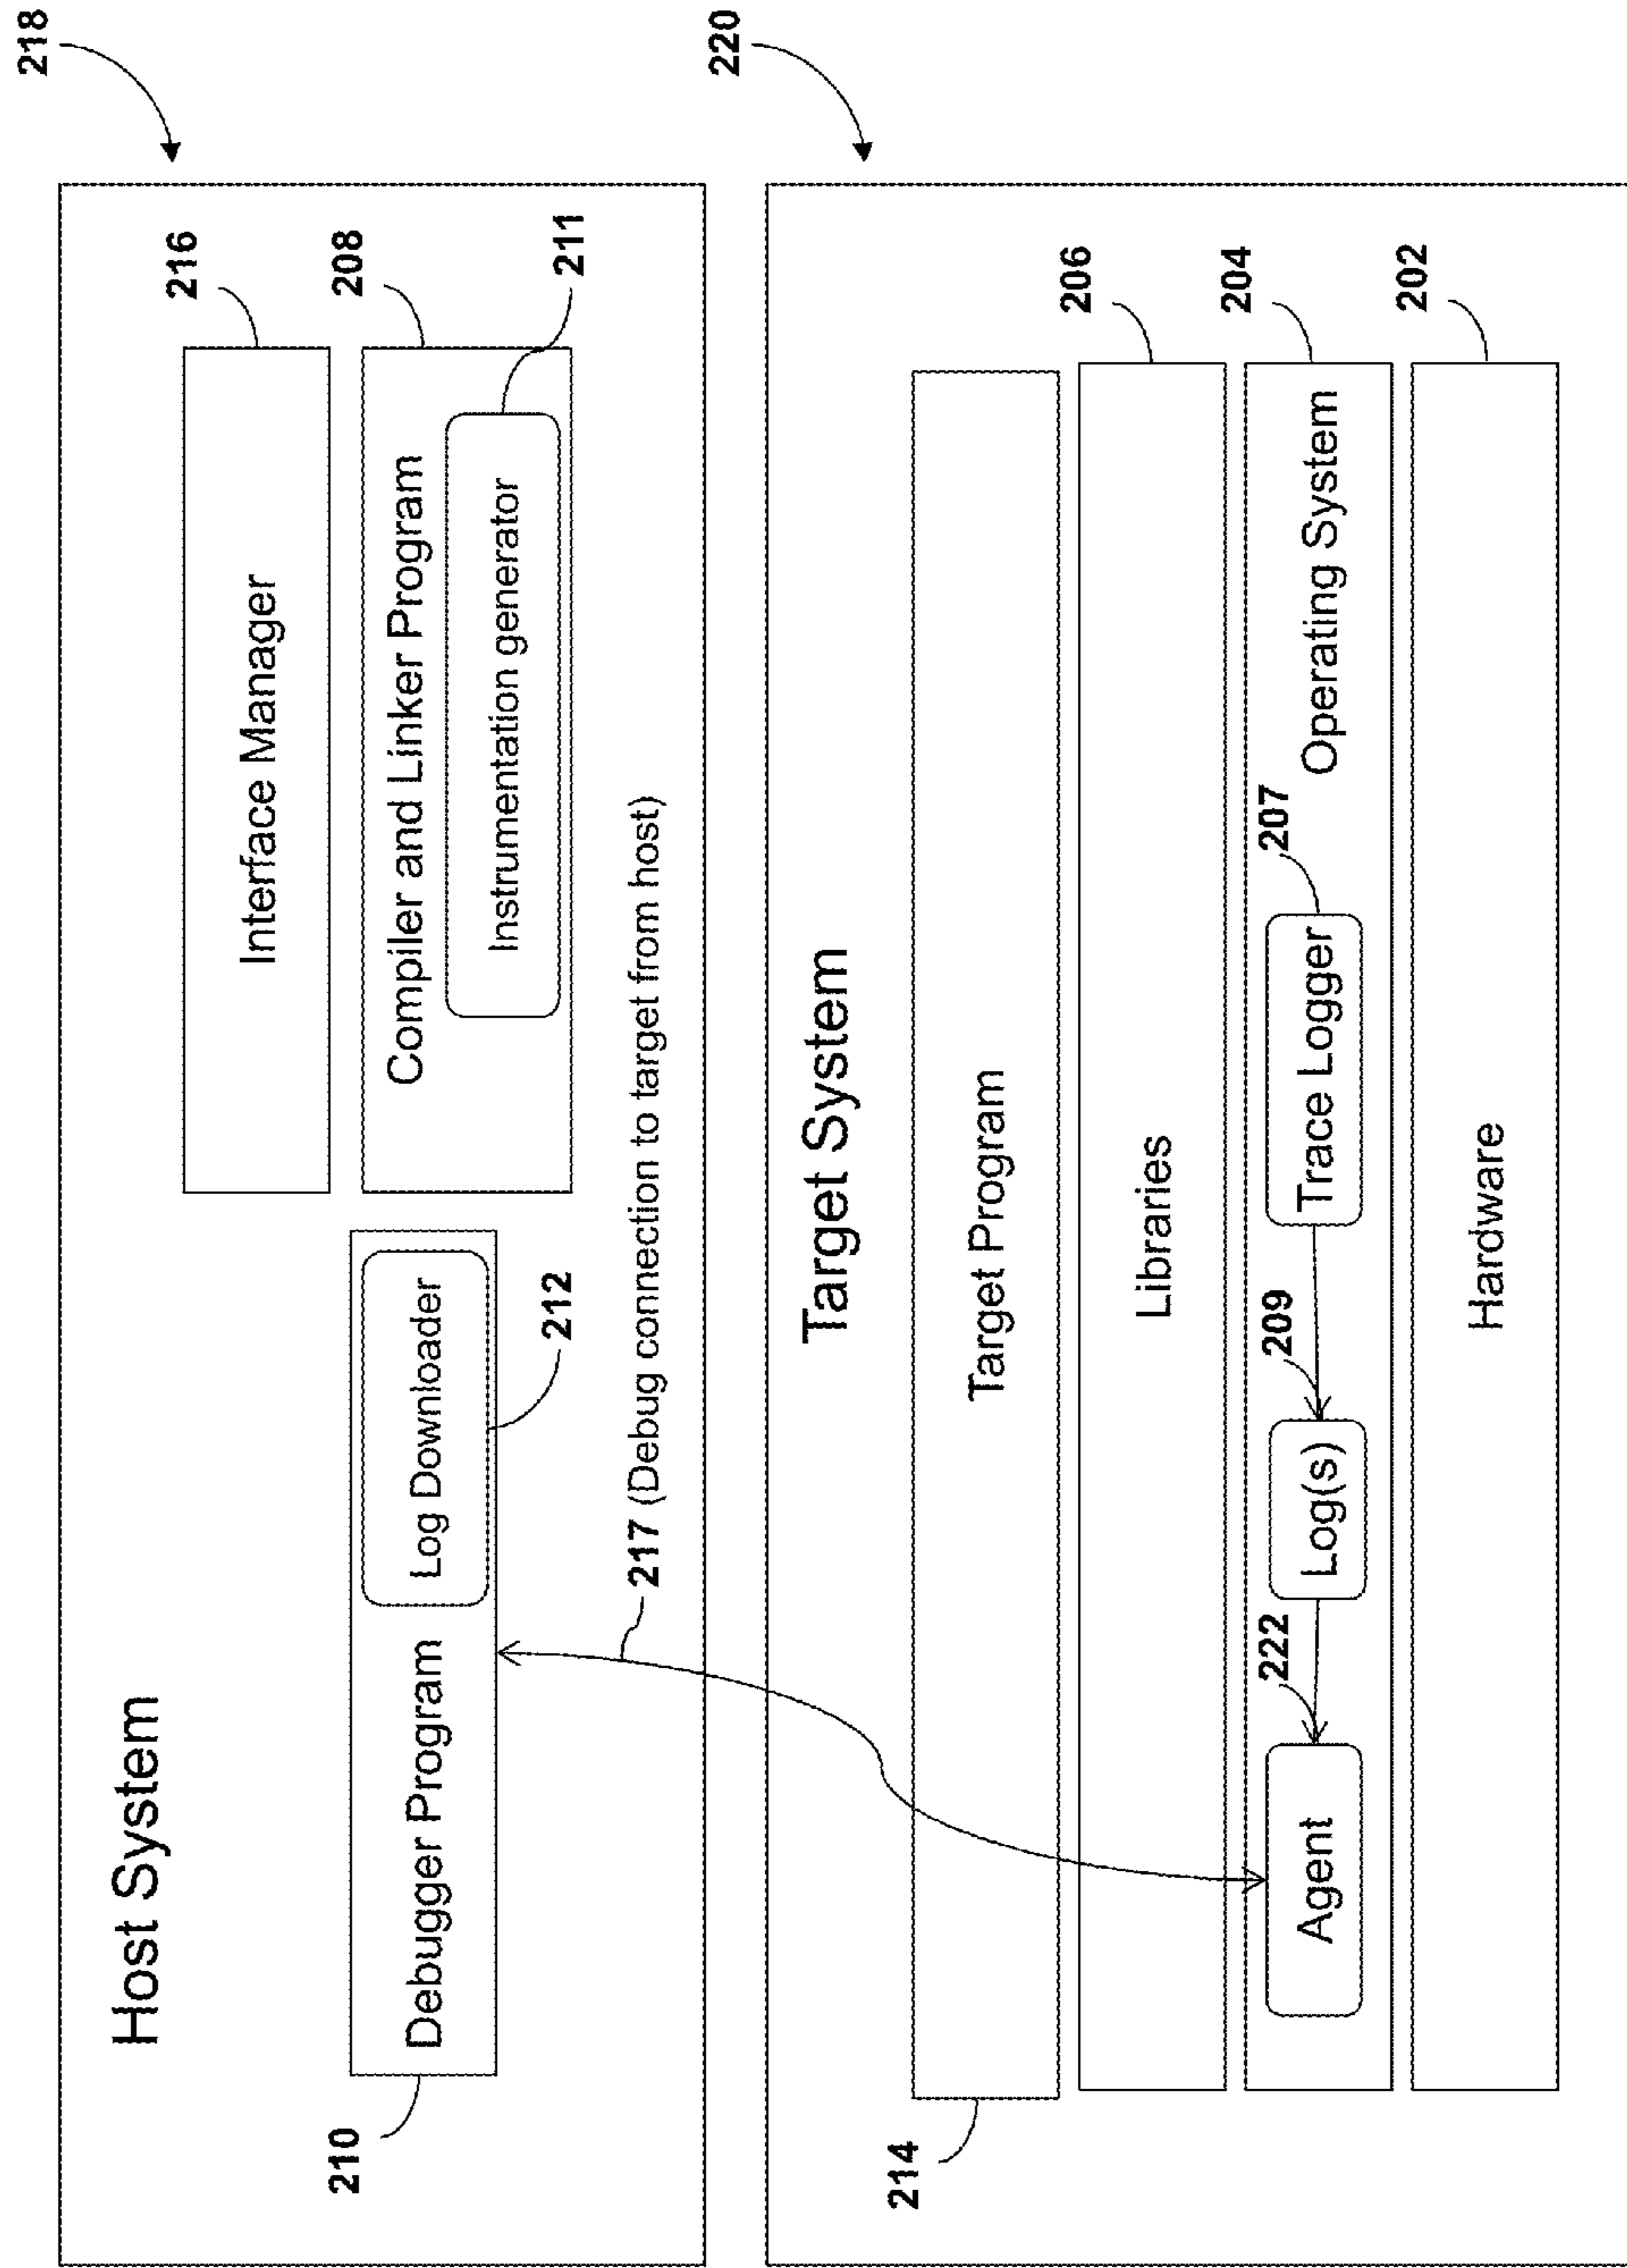 218
Host System
216
Interface Manager
210
Debugger Program
Log Downloader
212
208
Compiler and Linker Program
Instrumentation generator
211
217 (Debug connection to target from host)
220
Target System
214
Target Program
206
Libraries
204
222
209
207
Agent
Log(s)
Trace Logger
Operating System
202
Hardware